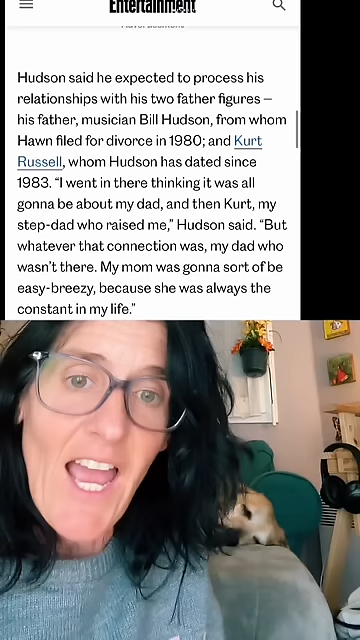 Entertainment
Hudson said he expected to process his
relationships with his two father figures —
his father, musician Bill Hudson, from whom
Hawn filed for divorce in 1980; and Kurt
Russell, whom Hudson has dated since
1983. “I went in there thinking it was all
gonna be about my dad, and then Kurt, my
step-dad who raised me,” Hudson said. “But
whatever that connection was, my dad who
wasn’t there. My mom was gonna sort of be
easy-breezy, because she was always the
constant in my life.”